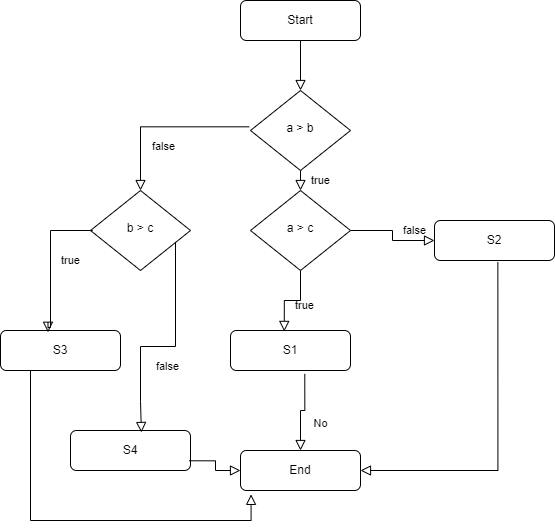 Start
a > b
false
true
b > c
a > c
false
S2
true
true
S3
S1
false
No
S4
End